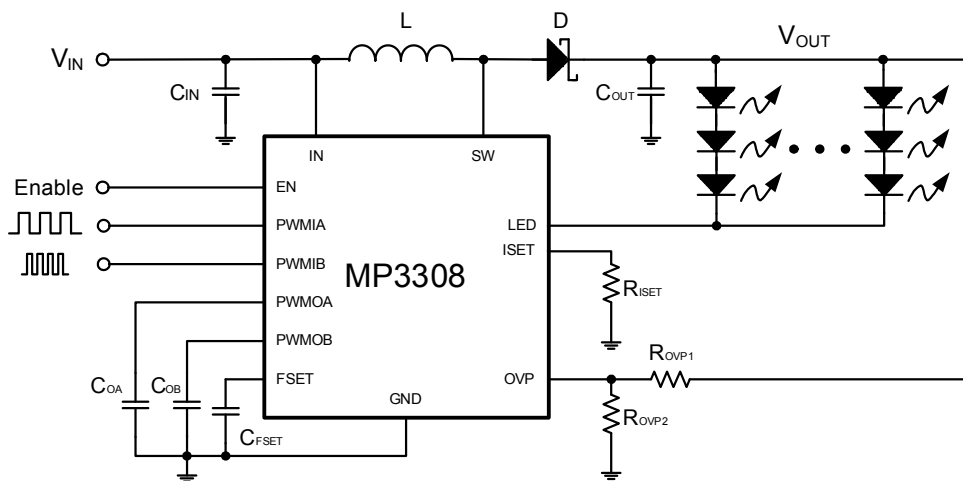 L
D
VIN
VOUT
CIN
COUT
IN
SW
Enable
EN
PWMIA
LED
ISET
PWMIB
MP3308
RISET
PWMOA
PWMOB
ROVP1
COA
COB
FSET
OVP
GND
ROVP2
CFSET